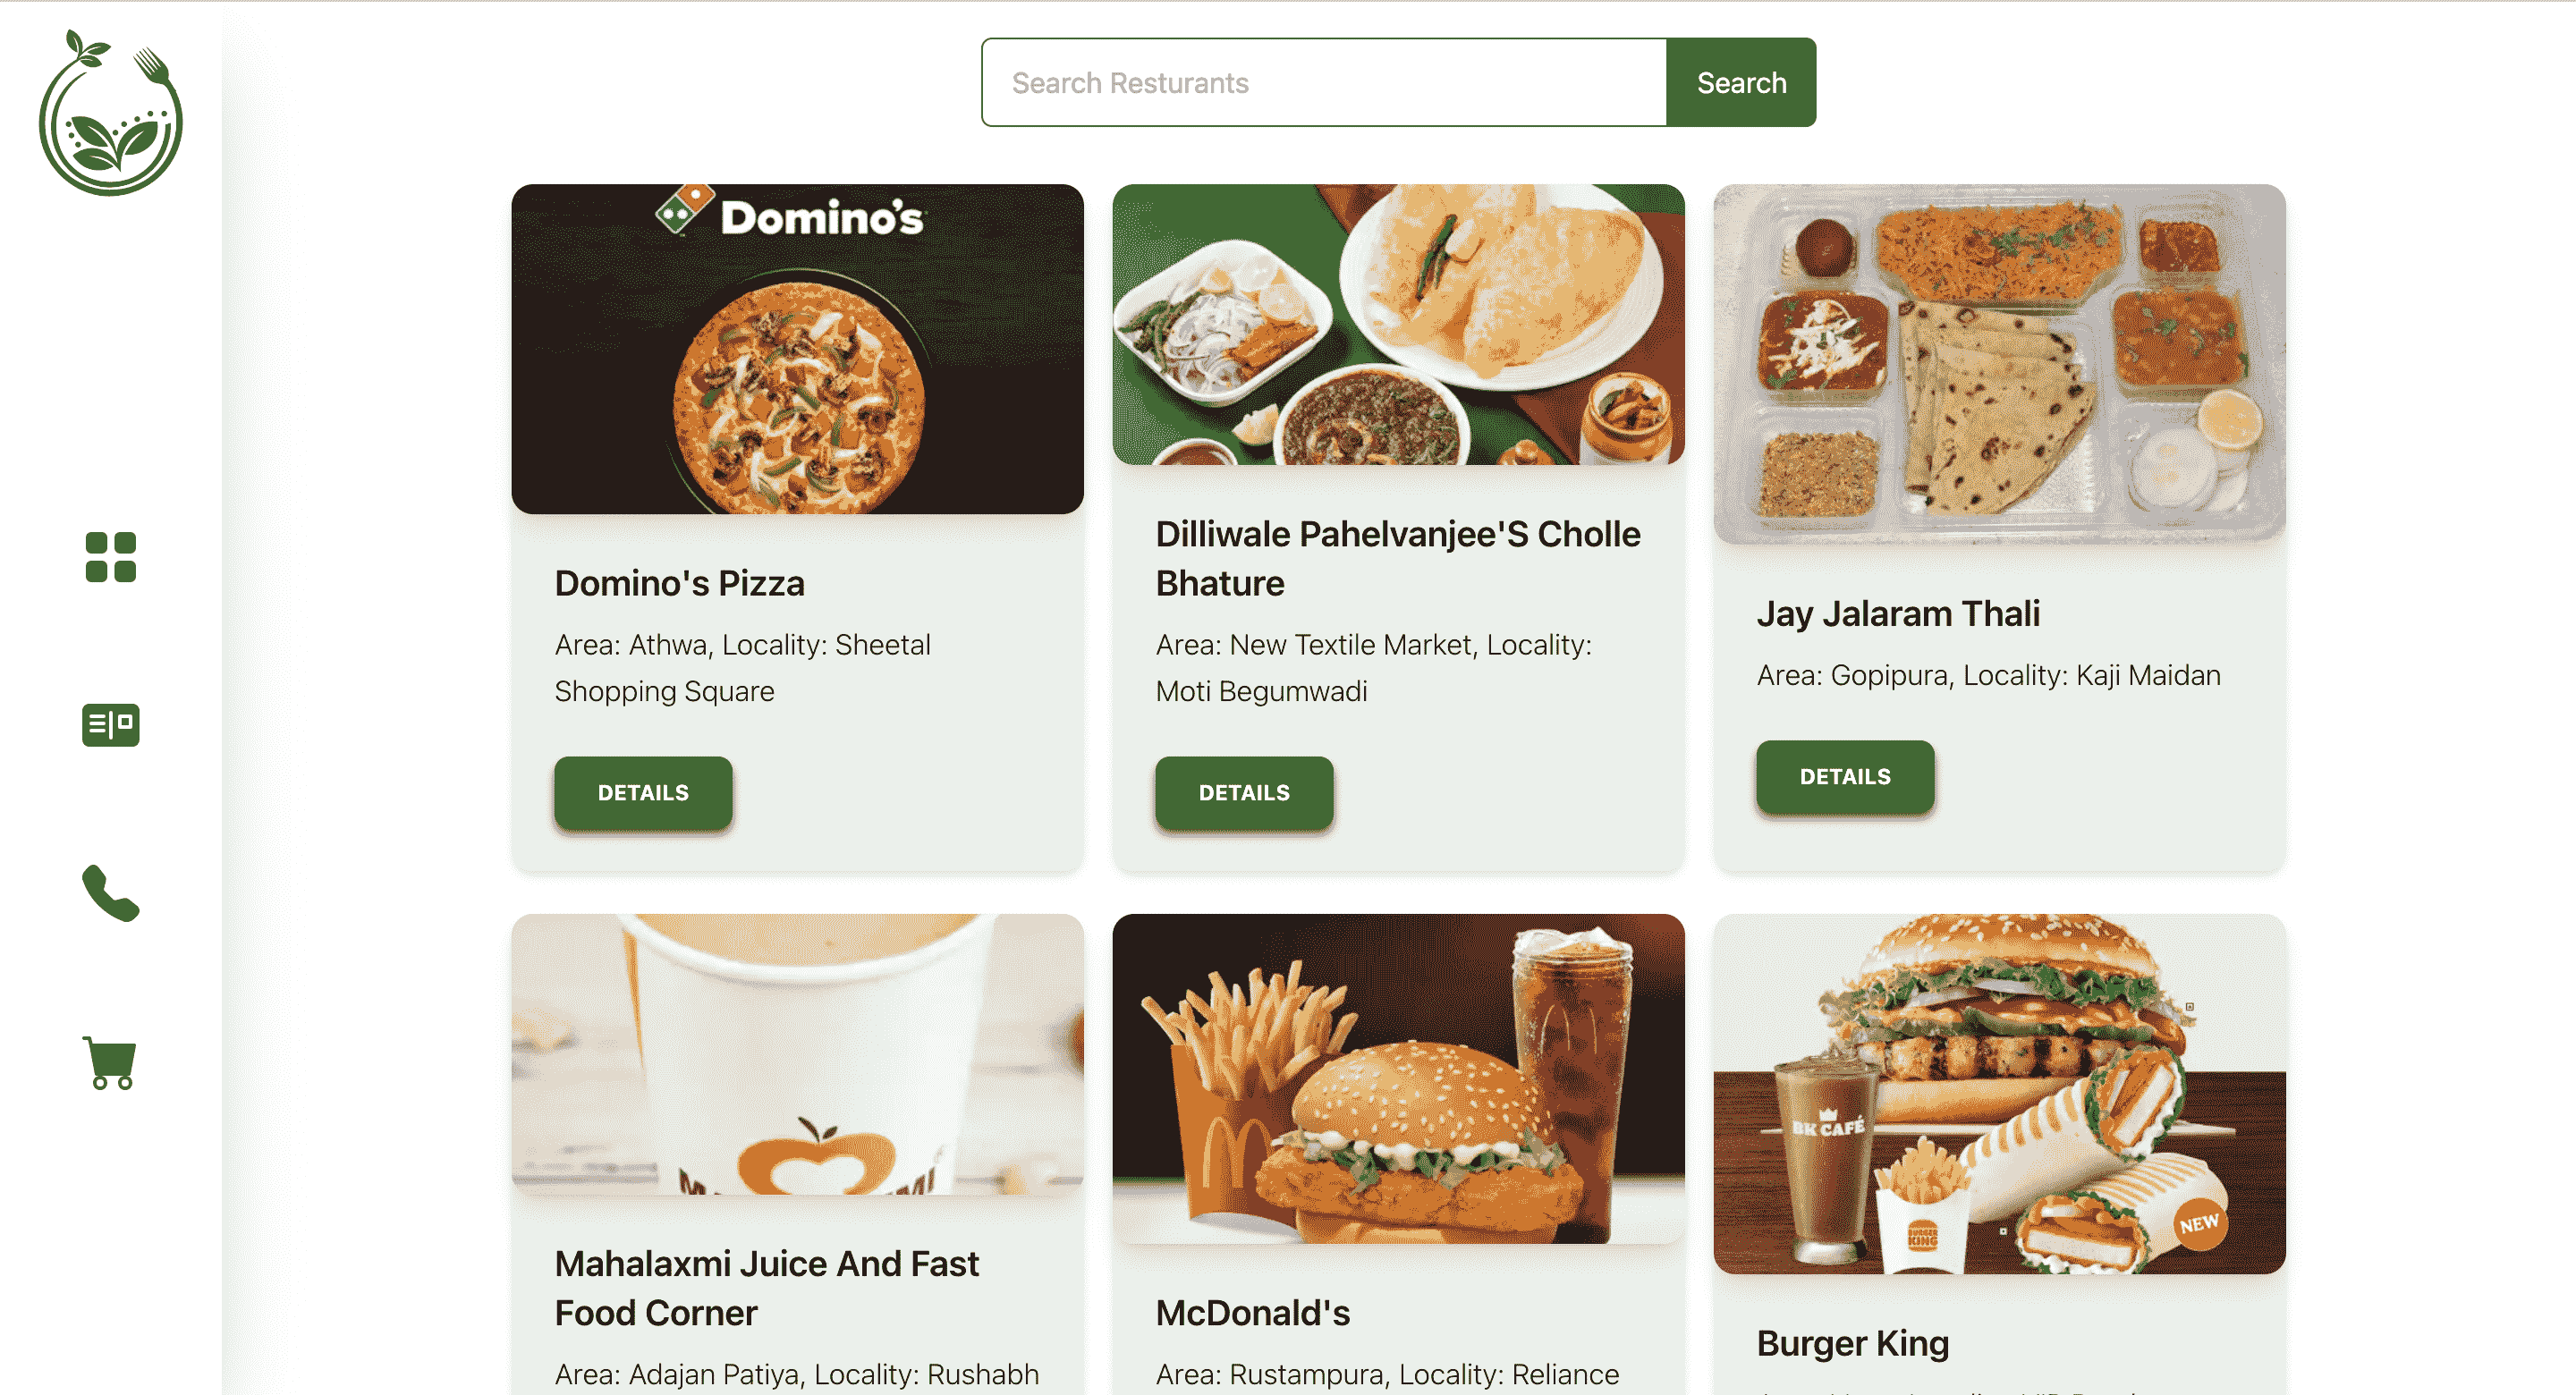 Search Resturants
Search
Domino's
Domino's Pizza
Area: Athwa, Locality: Sheetal
Shopping Square
DETAILS
Dilliwale Pahelvanjee'S Cholle
Bhature
Area: New Textile Market, Locality:
Moti Begumwadi
DETAILS
Jay Jalaram Thali
Area: Gopipura, Locality: Kaji Maidan
DETAILS
Mahalaxmi Juice And Fast
Food Corner
Area: Adajan Patiya, Locality: Rushabh
McDonald's
Area: Rustampura, Locality: Reliance
BK CAFÉ
BURGER
KING
NEW
Burger King